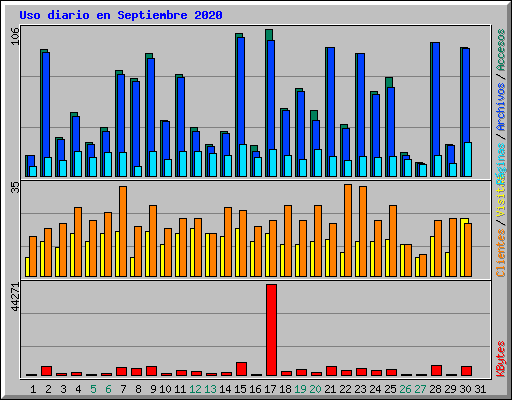 Uso diario en Septiembre 2020
106
35
44271
Accesos
/
Archivos
/
Páginas
Visitas
/
Clientes
KBytes
1 2 3 4 5 6 7 8 9 10 11 12 13 14 15 16 17 18 19 20 21 22 23 24 25 26 27 28 29 30 31